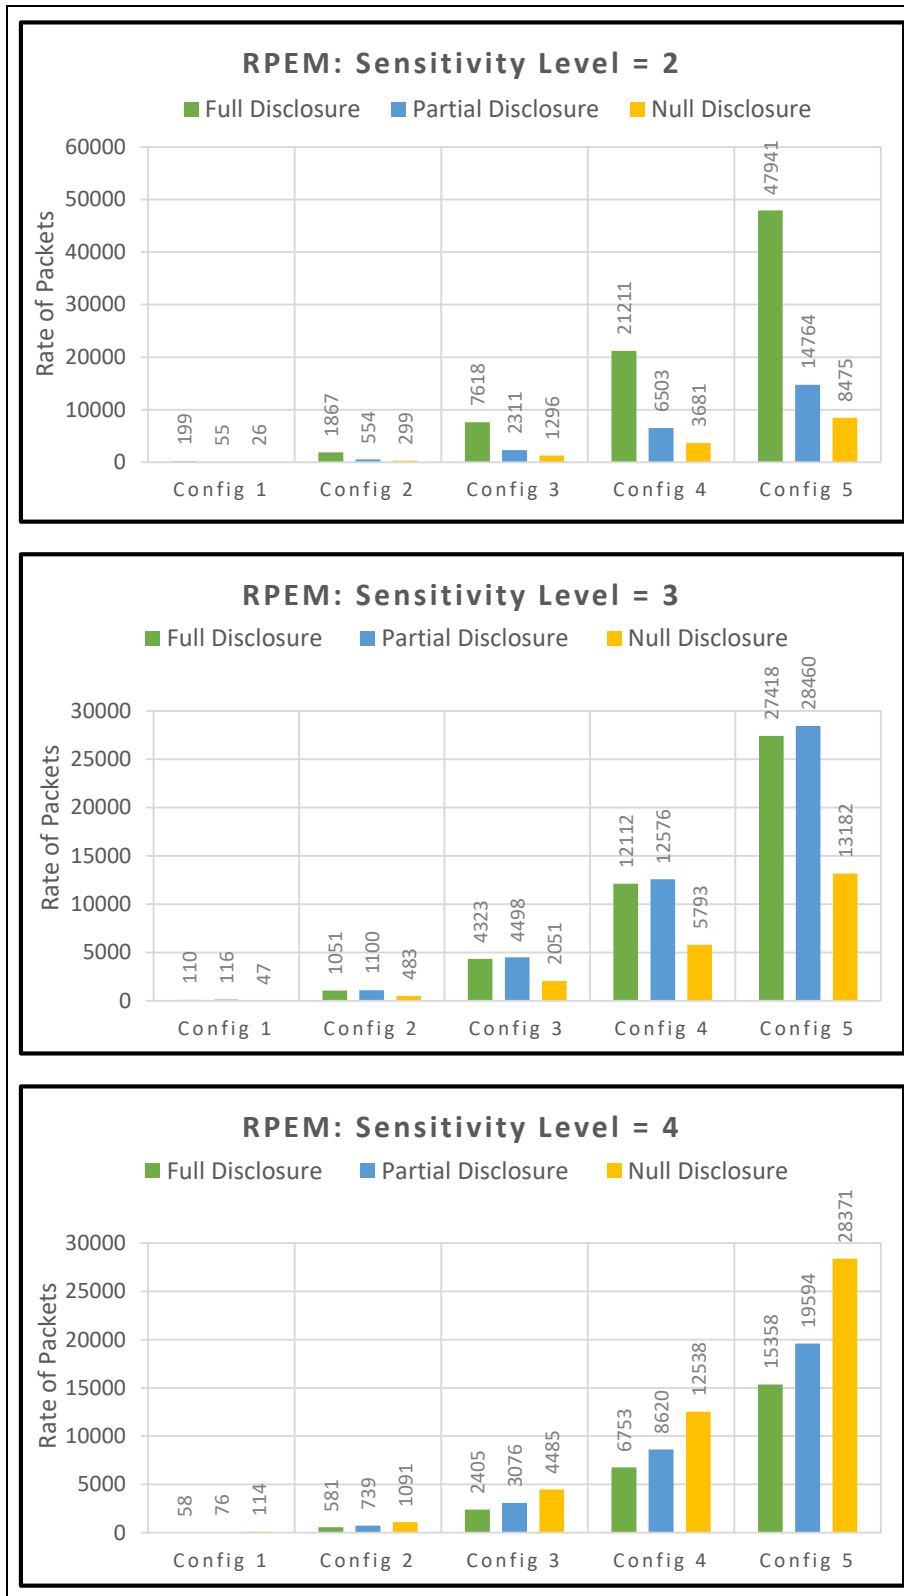 RPEM: Sensitivity Level = 2
Full Disclosure Partial Disclosure Null Disclosure
Rate of Packets
60000
50000
40000
30000
20000
10000
0
199 55 26
1867 554 299
7618 2311 1296
21211 6503 3681
47941 14764 8475
Config 1 Config 2 Config 3 Config 4 Config 5
RPEM: Sensitivity Level = 3
Full Disclosure Partial Disclosure Null Disclosure
Rate of Packets
30000
25000
20000
15000
10000
5000
0
110 116 47
1051 1100 483
4323 4498 2051
12112 12576 5793
27418 28460 13182
Config 1 Config 2 Config 3 Config 4 Config 5
RPEM: Sensitivity Level = 4
Full Disclosure Partial Disclosure Null Disclosure
Rate of Packets
30000
25000
20000
15000
10000
5000
0
58 76 114
581 739 1091
2405 3076 4485
6753 8620 12538
15358 19594 28371
Config 1 Config 2 Config 3 Config 4 Config 5